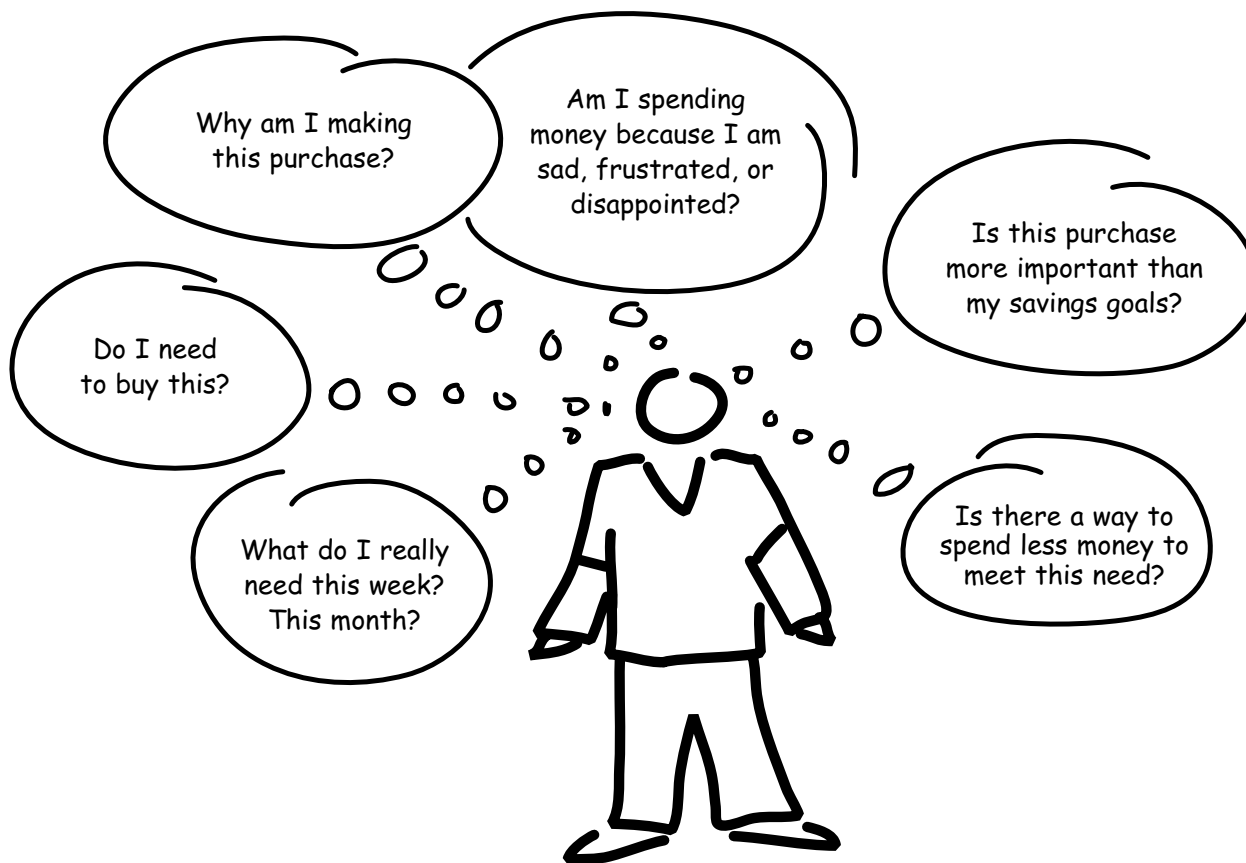 Why am I making
this purchase?
Am I spending
money because I am
sad, frustrated, or
disappointed?
Is this purchase
more important than
my savings goals?
Do I need
to buy this?
What do I really
need this week?
This month?
Is there a way to
spend less money to
meet this need?